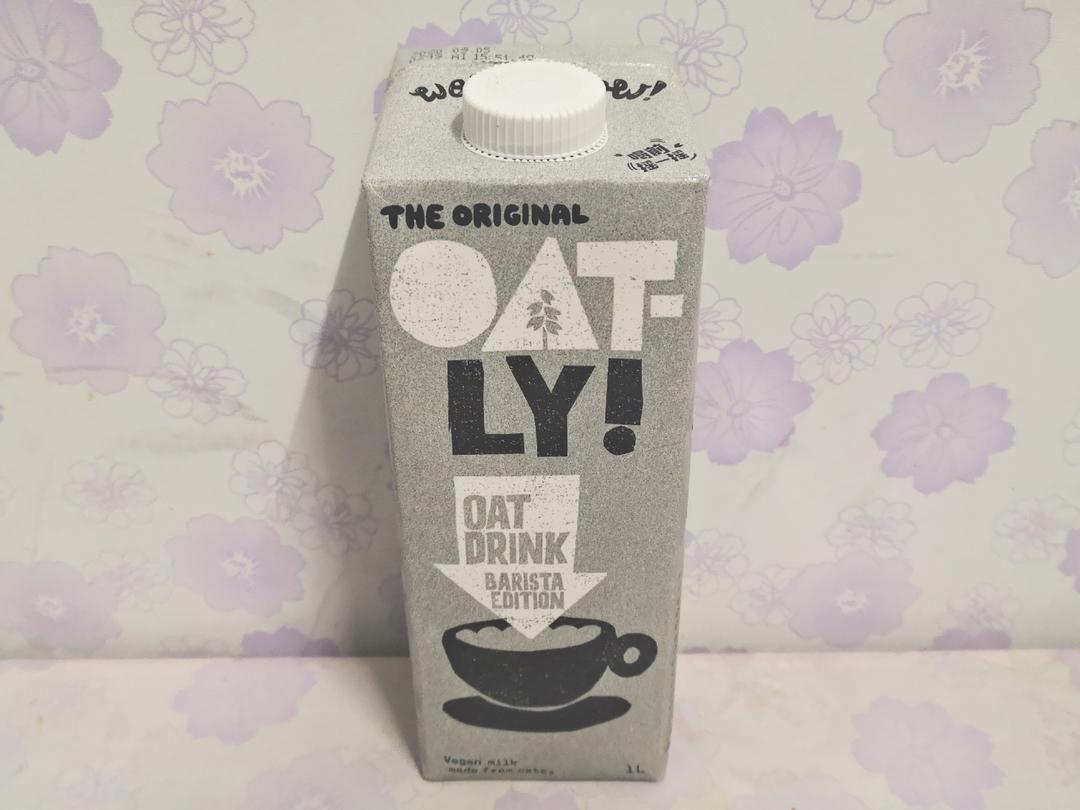 THE ORIGINAL
OAT-
LY!
OAT
DRINK
BARISTA
EDITION
Vegan milk
made from oats.
1L